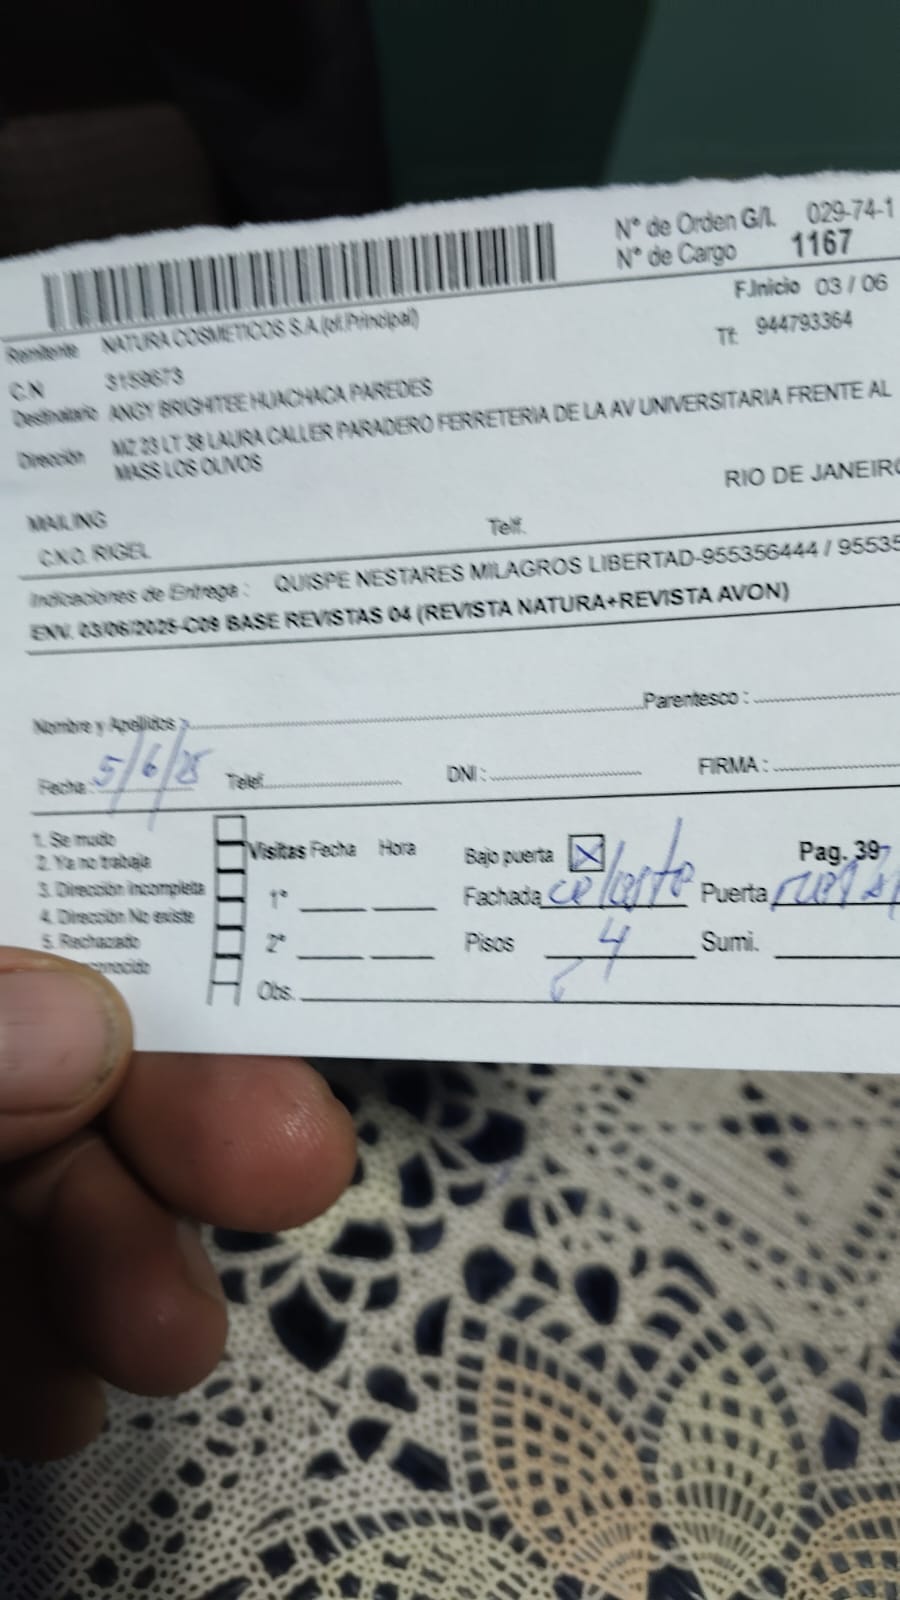 N° de Orden G/L 029-74-1
N° de Cargo 1167
F.Inicio 03 / 06
Remitente NATURA COSMETICOS S.A.(of.Principal)
Tf: 944793364
C.N 3159673
Destinatario ANGY BRIGHITEE HUACHACA PAREDES
Dirección MZ 23 LT 38 LAURA CALLER PARADERO FERRETERIA DE LA AV UNIVERSITARIA FRENTE AL
MASS LOS OLIVOS
RIO DE JANEIRO
MAILING
Telf.
C.N.O. RIGEL
Indicaciones de Entrega : QUISPE NESTARES MILAGROS LIBERTAD-955356444 / 95535
ENV. 03/06/2025-C09 BASE REVISTAS 04 (REVISTA NATURA+REVISTA AVON)
Nombre y Apellidos : Parentesco :
Fecha : 5/6/25 Telef. DNI : FIRMA :
1. Se mudo
2. Ya no trabaja
3. Dirección incompleta
4. Dirección No existe
5. Rechazado
Visitas Fecha Hora
1°
2°
Obs.
Bajo puerta X Pag. 39
Fachada celeste Puerta
Pisos 4 Sumi.